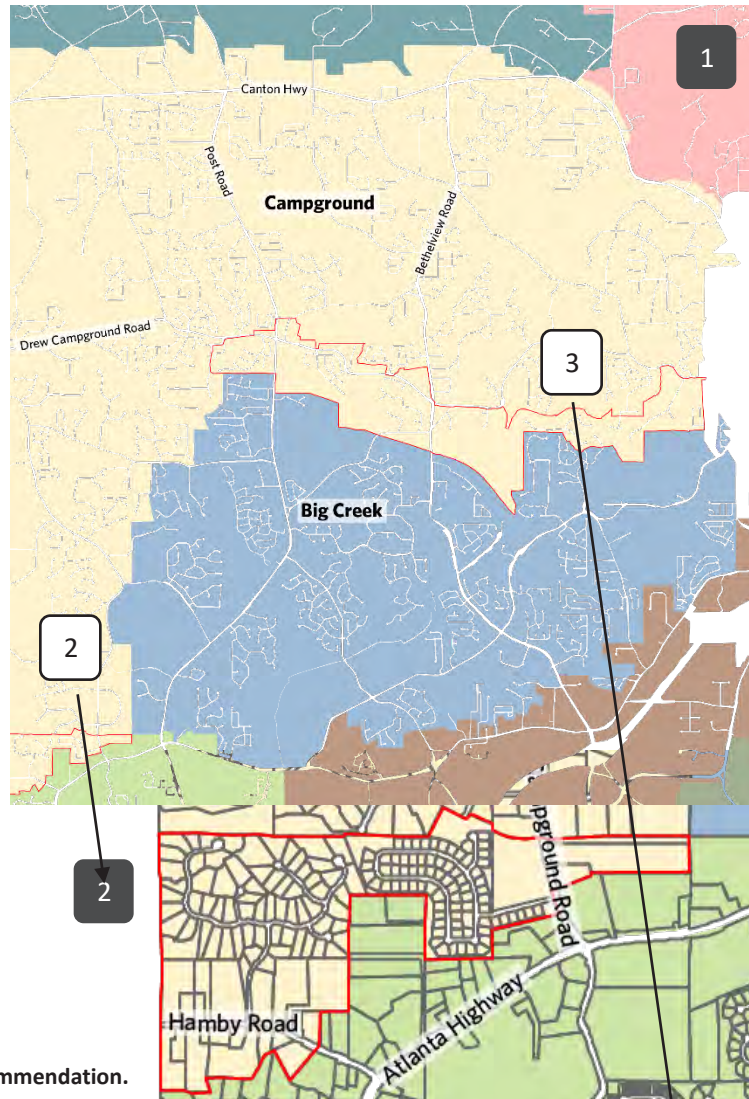 1
Canton Hwy
Post Road
Campground
Bethelview Road
Drew Campground Road
3
Big Creek
2
2
pground Road
Hamby Road
Atlanta Highway
mmendation.